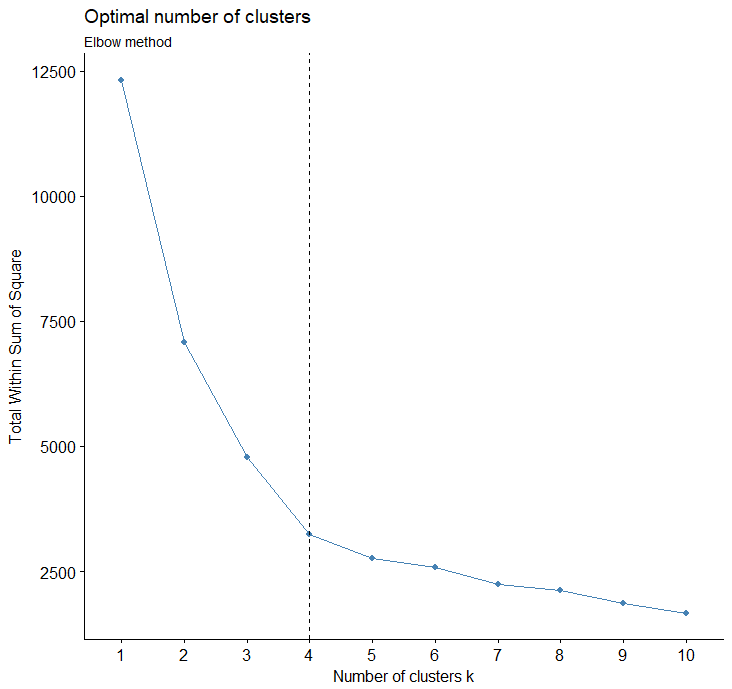 Optimal number of clusters
Elbow method
Total Within Sum of Square
12500
10000
7500
5000
2500
1 2 3 4 5 6 7 8 9 10
Number of clusters k